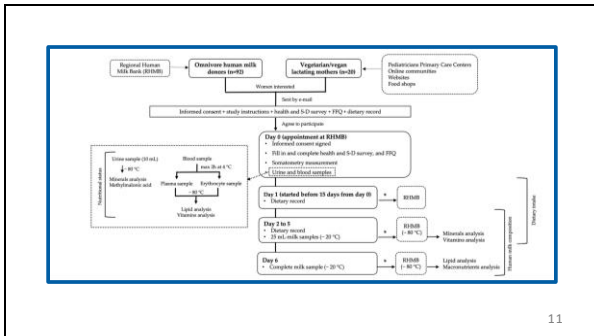 Regional Human
Milk Bank (RHMB)
Omnivore human milk
donors (n=92)
Vegetarian/vegan
lactating mothers (n=20)
Pediatricians Primary Care Centers
Online communities
Websites
Food shops
Women interested
Sent by e-mail
Informed consent + study instructions + health and S-D survey + FFQ + dietary record
Agree to participate
Day 0 (appointment at RHMB)
• Informed consent signed
• Fill in and complete health and S-D survey, and FFQ
• Somatometry measurement
• Urine and blood samples
Nutritional status
Urine sample (10 mL)
– 80 °C
Minerals analysis
Methylmalonic acid
Blood sample
max 1h at 4 °C
Plasma sample
Erythrocyte sample
– 80 °C
Lipid analysis
Vitamins analysis
Day 1 (started before 15 days from day 0)
• Dietary record
*
RHMB
Day 2 to 5
• Dietary record
• 25 mL-milk samples (– 20 °C)
*
RHMB
(– 80 °C)
Minerals analysis
Vitamins analysis
Day 6
• Complete milk sample (– 20 °C)
*
RHMB
(– 80 °C)
Lipid analysis
Macronutrients analysis
Human milk composition
Dietary intake
11